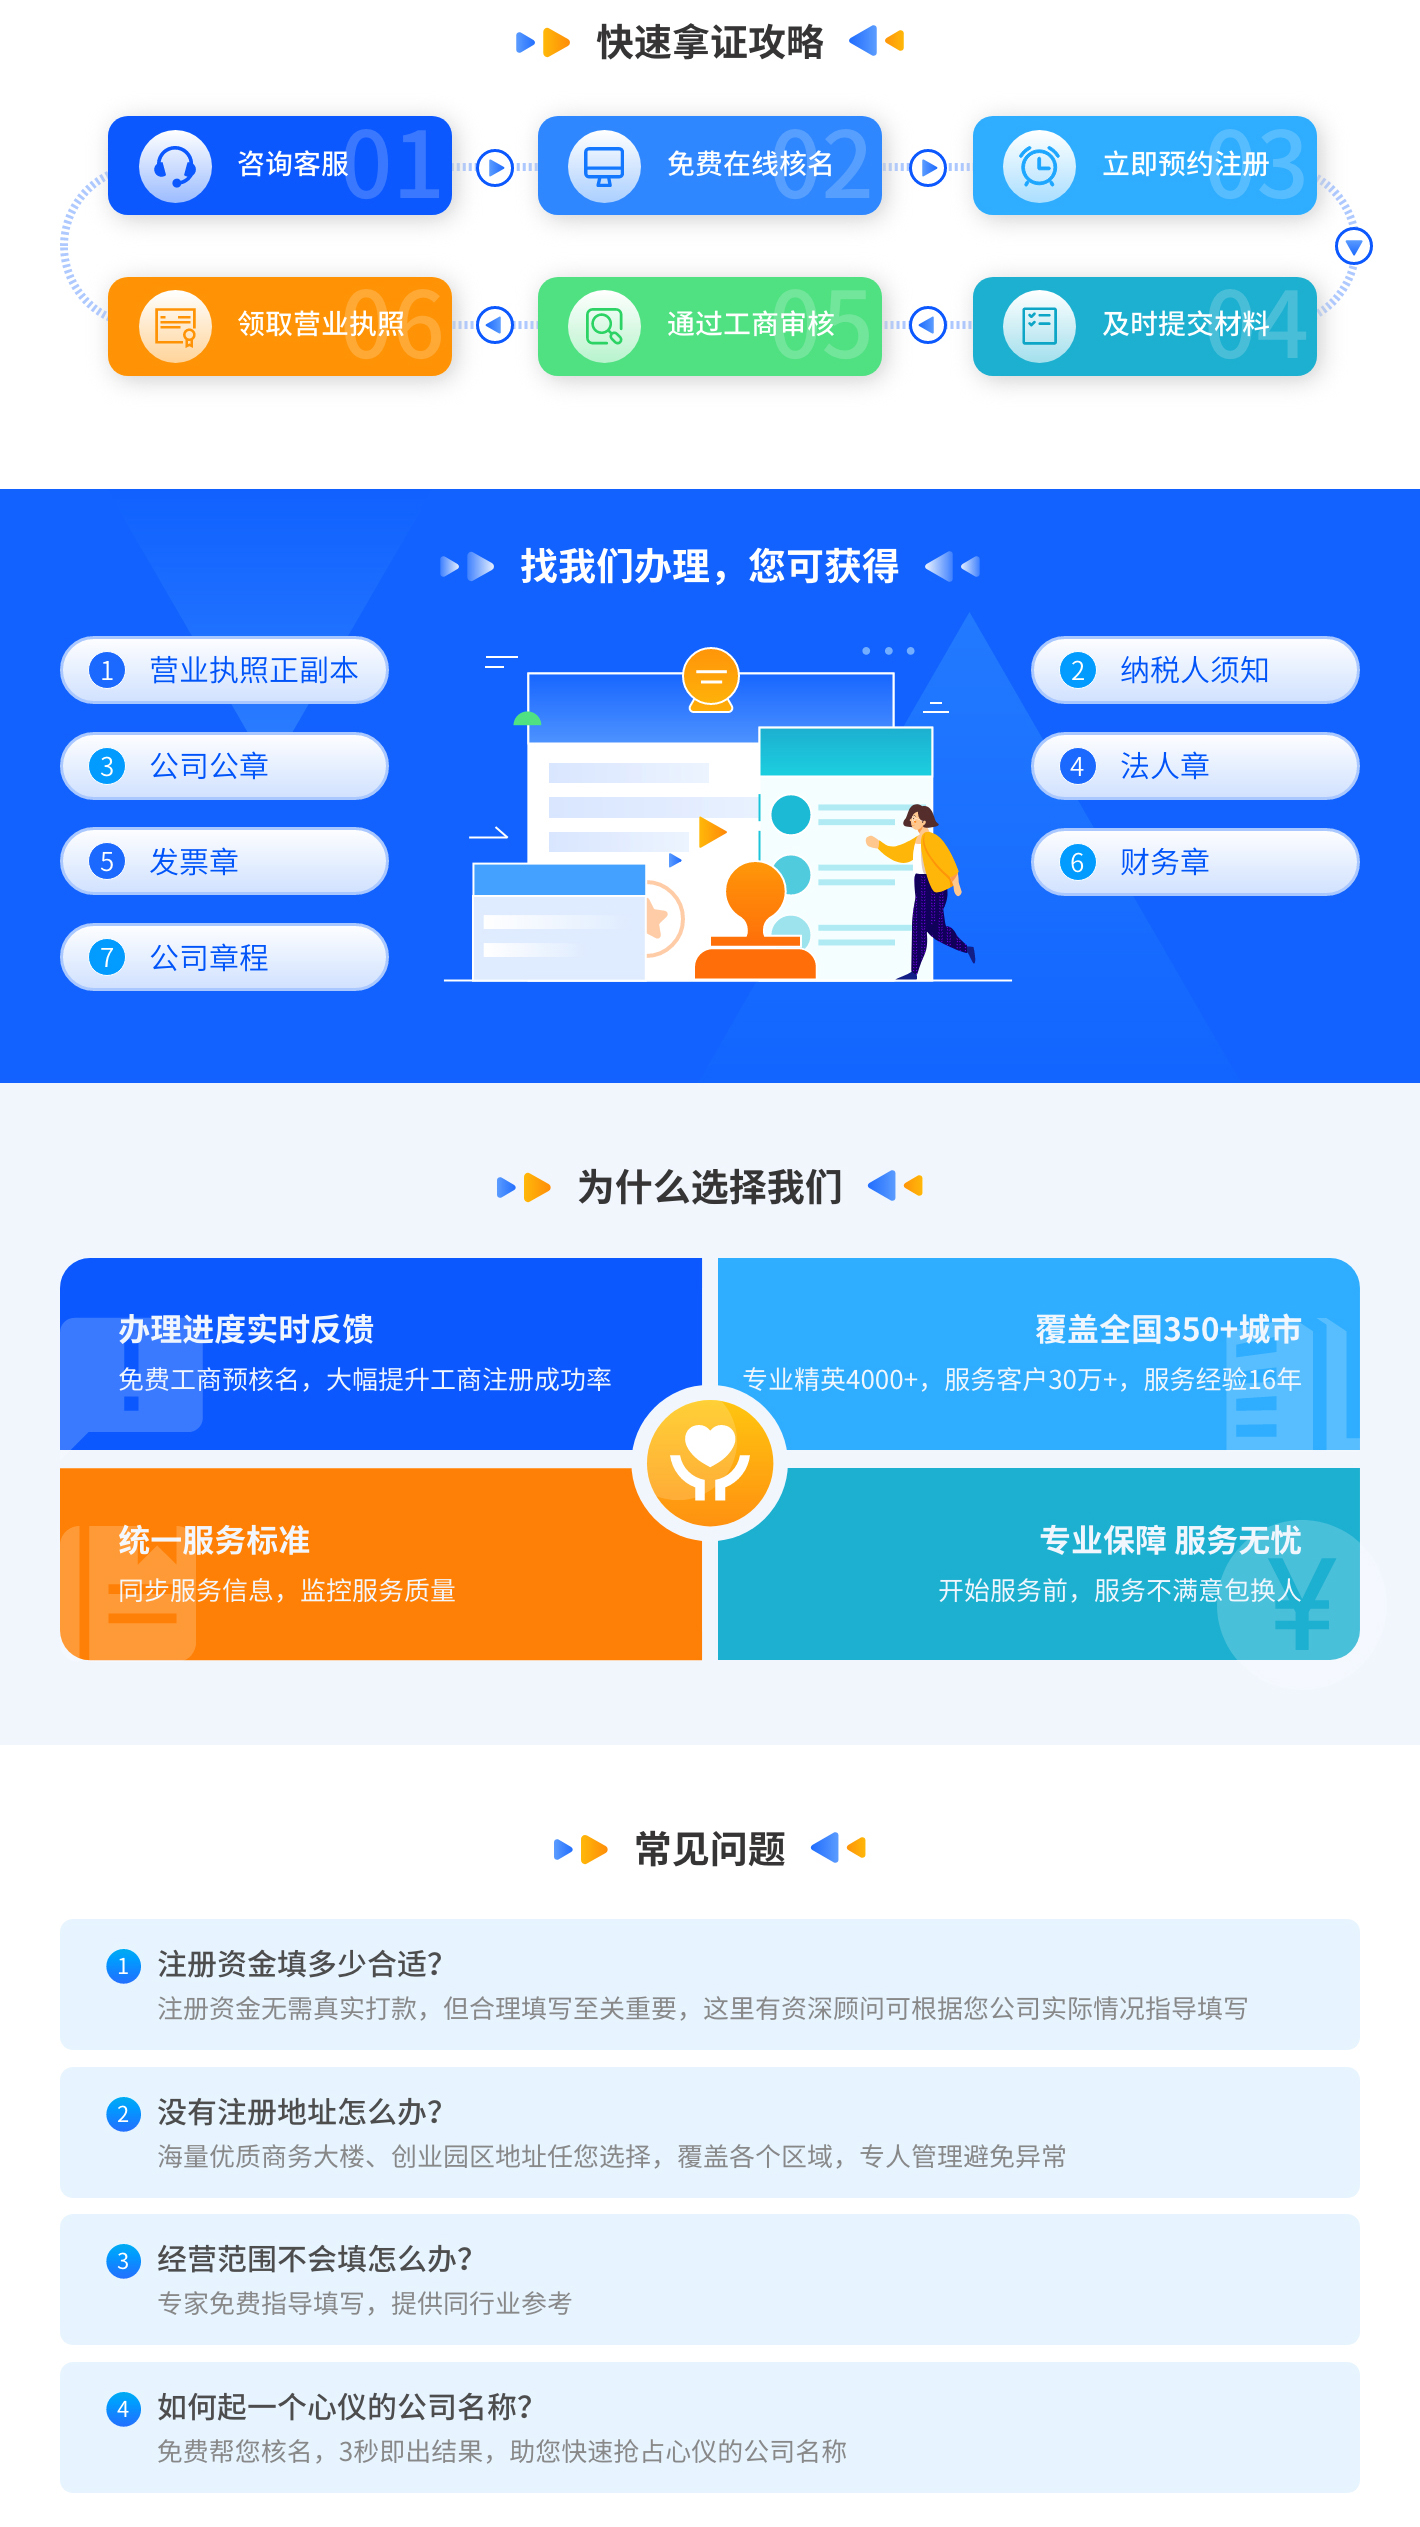 快速拿证攻略
01
咨询客服
02
免费在线核名
03
立即预约注册
06
领取营业执照
05
通过工商审核
04
及时提交材料
找我们办理，您可获得
1 营业执照正副本
2 纳税人须知
3 公司公章
4 法人章
5 发票章
6 财务章
7 公司章程
为什么选择我们
办理进度实时反馈
免费工商预核名，大幅提升工商注册成功率
覆盖全国350+城市
专业精英4000+，服务客户30万+，服务经验16年
统一服务标准
同步服务信息，监控服务质量
专业保障 服务无忧
开始服务前，服务不满意包换人
¥
常见问题
1 注册资金填多少合适？
注册资金无需真实打款，但合理填写至关重要，这里有资深顾问可根据您公司实际情况指导填写
2 没有注册地址怎么办？
海量优质商务大楼、创业园区地址任您选择，覆盖各个区域，专人管理避免异常
3 经营范围不会填怎么办？
专家免费指导填写，提供同行业参考
4 如何起一个心仪的公司名称？
免费帮您核名，3秒即出结果，助您快速抢占心仪的公司名称